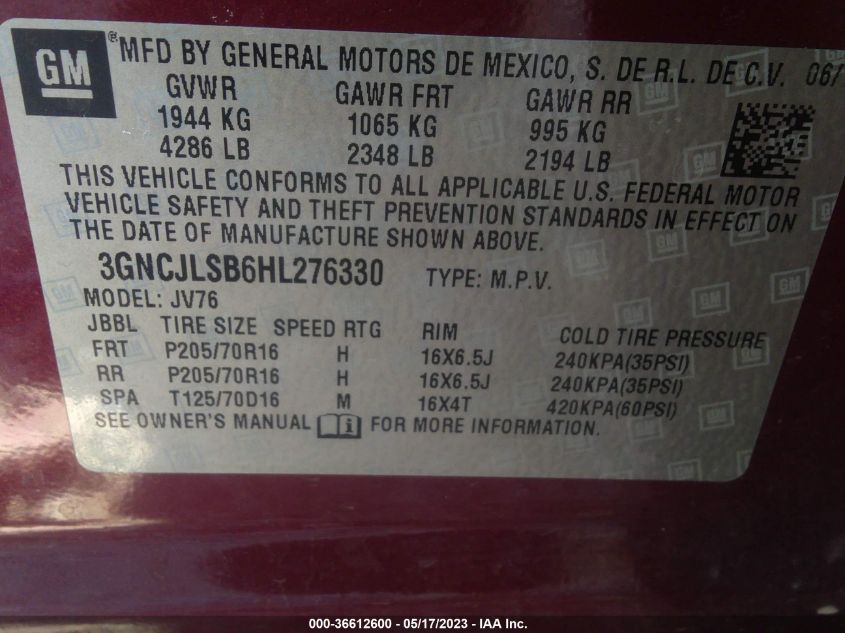 GM ® MFD BY GENERAL MOTORS DE MEXICO, S. DE R.L. DE C.V. 06/
GVWR GAWR FRT GAWR RR
1944 KG 1065 KG 995 KG
4286 LB 2348 LB 2194 LB
THIS VEHICLE CONFORMS TO ALL APPLICABLE U.S. FEDERAL MOTOR
VEHICLE SAFETY AND THEFT PREVENTION STANDARDS IN EFFECT ON
THE DATE OF MANUFACTURE SHOWN ABOVE.
3GNCJLSB6HL276330 TYPE: M.P.V.
MODEL: JV76
JBBL TIRE SIZE SPEED RTG RIM COLD TIRE PRESSURE
FRT P205/70R16 H 16X6.5J 240KPA(35PSI)
RR P205/70R16 H 16X6.5J 240KPA(35PSI)
SPA T125/70D16 M 16X4T 420KPA(60PSI)
SEE OWNER'S MANUAL FOR MORE INFORMATION.
000-36612600 - 05/17/2023 - IAA Inc.